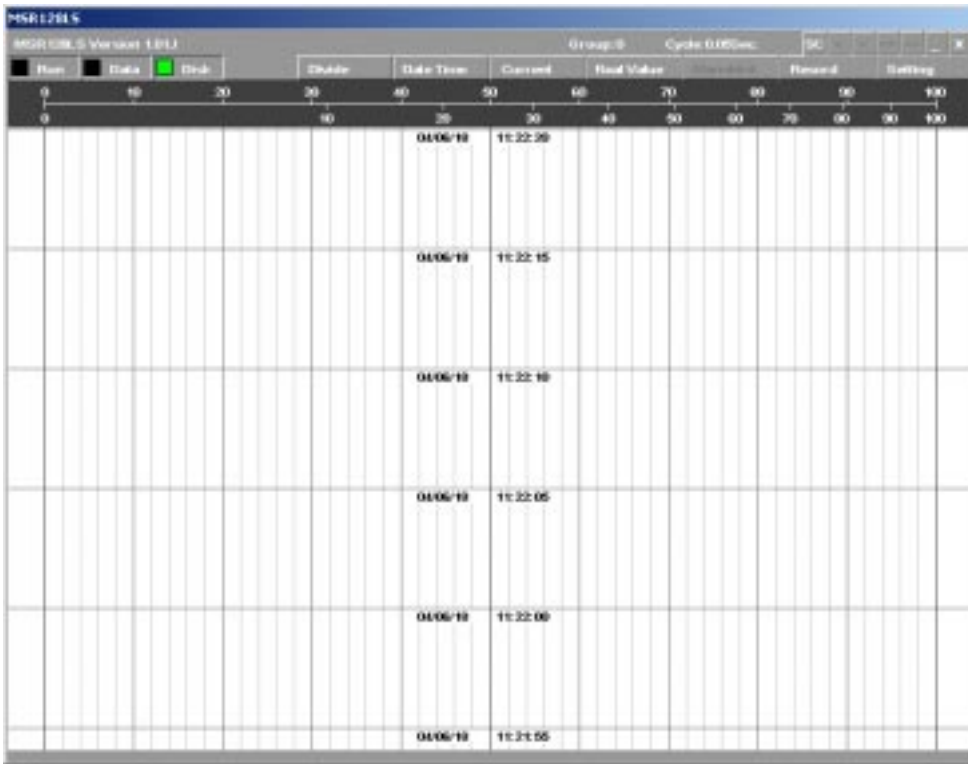 MSR128LS
MSR128LS Version 1.01J Group:0 Cycle:0.05Sec. SC
Run Data Disk Divide Date Time Current Real Value Record Setting
0 10 20 30 40 50 60 70 80 90 100
0 10 20 30 40 50 60 70 80 90 100
04/06/10 11:22:20
04/06/10 11:22:15
04/06/10 11:22:10
04/06/10 11:22:05
04/06/10 11:22:00
04/06/10 11:21:55